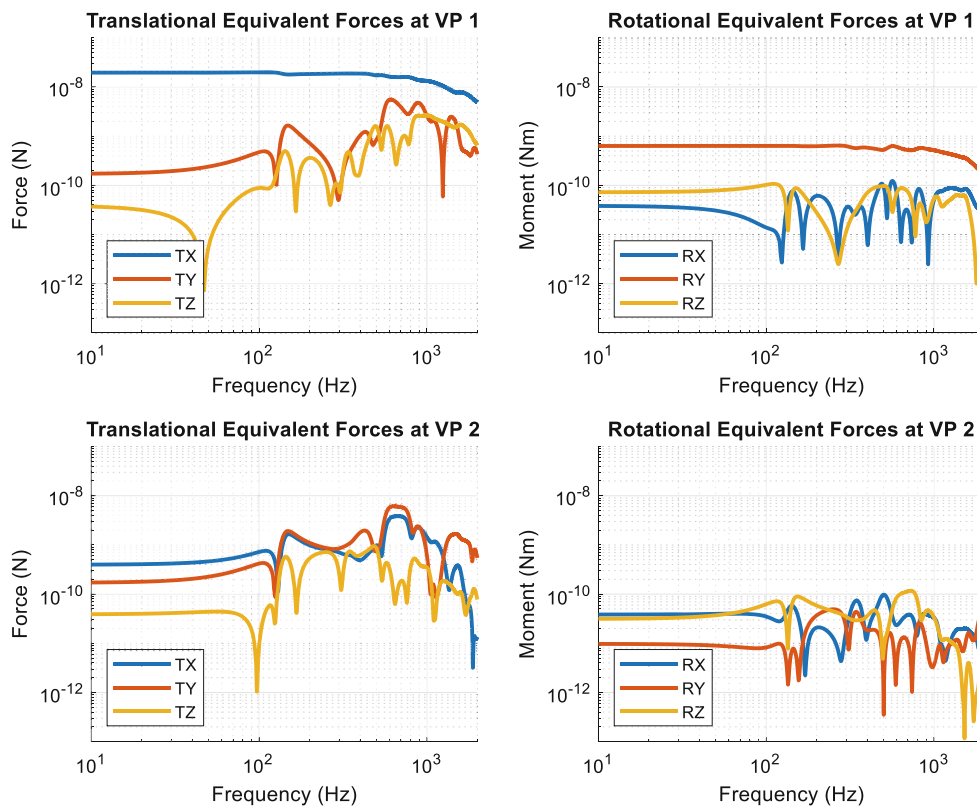 Translational Equivalent Forces at VP 1
Force (N)
10^-8
10^-10
10^-12
TX
TY
TZ
10^1
10^2
10^3
Frequency (Hz)
Rotational Equivalent Forces at VP 1
Moment (Nm)
10^-8
10^-10
10^-12
RX
RY
RZ
10^1
10^2
10^3
Frequency (Hz)
Translational Equivalent Forces at VP 2
Force (N)
10^-8
10^-10
10^-12
TX
TY
TZ
10^1
10^2
10^3
Frequency (Hz)
Rotational Equivalent Forces at VP 2
Moment (Nm)
10^-8
10^-10
10^-12
RX
RY
RZ
10^1
10^2
10^3
Frequency (Hz)